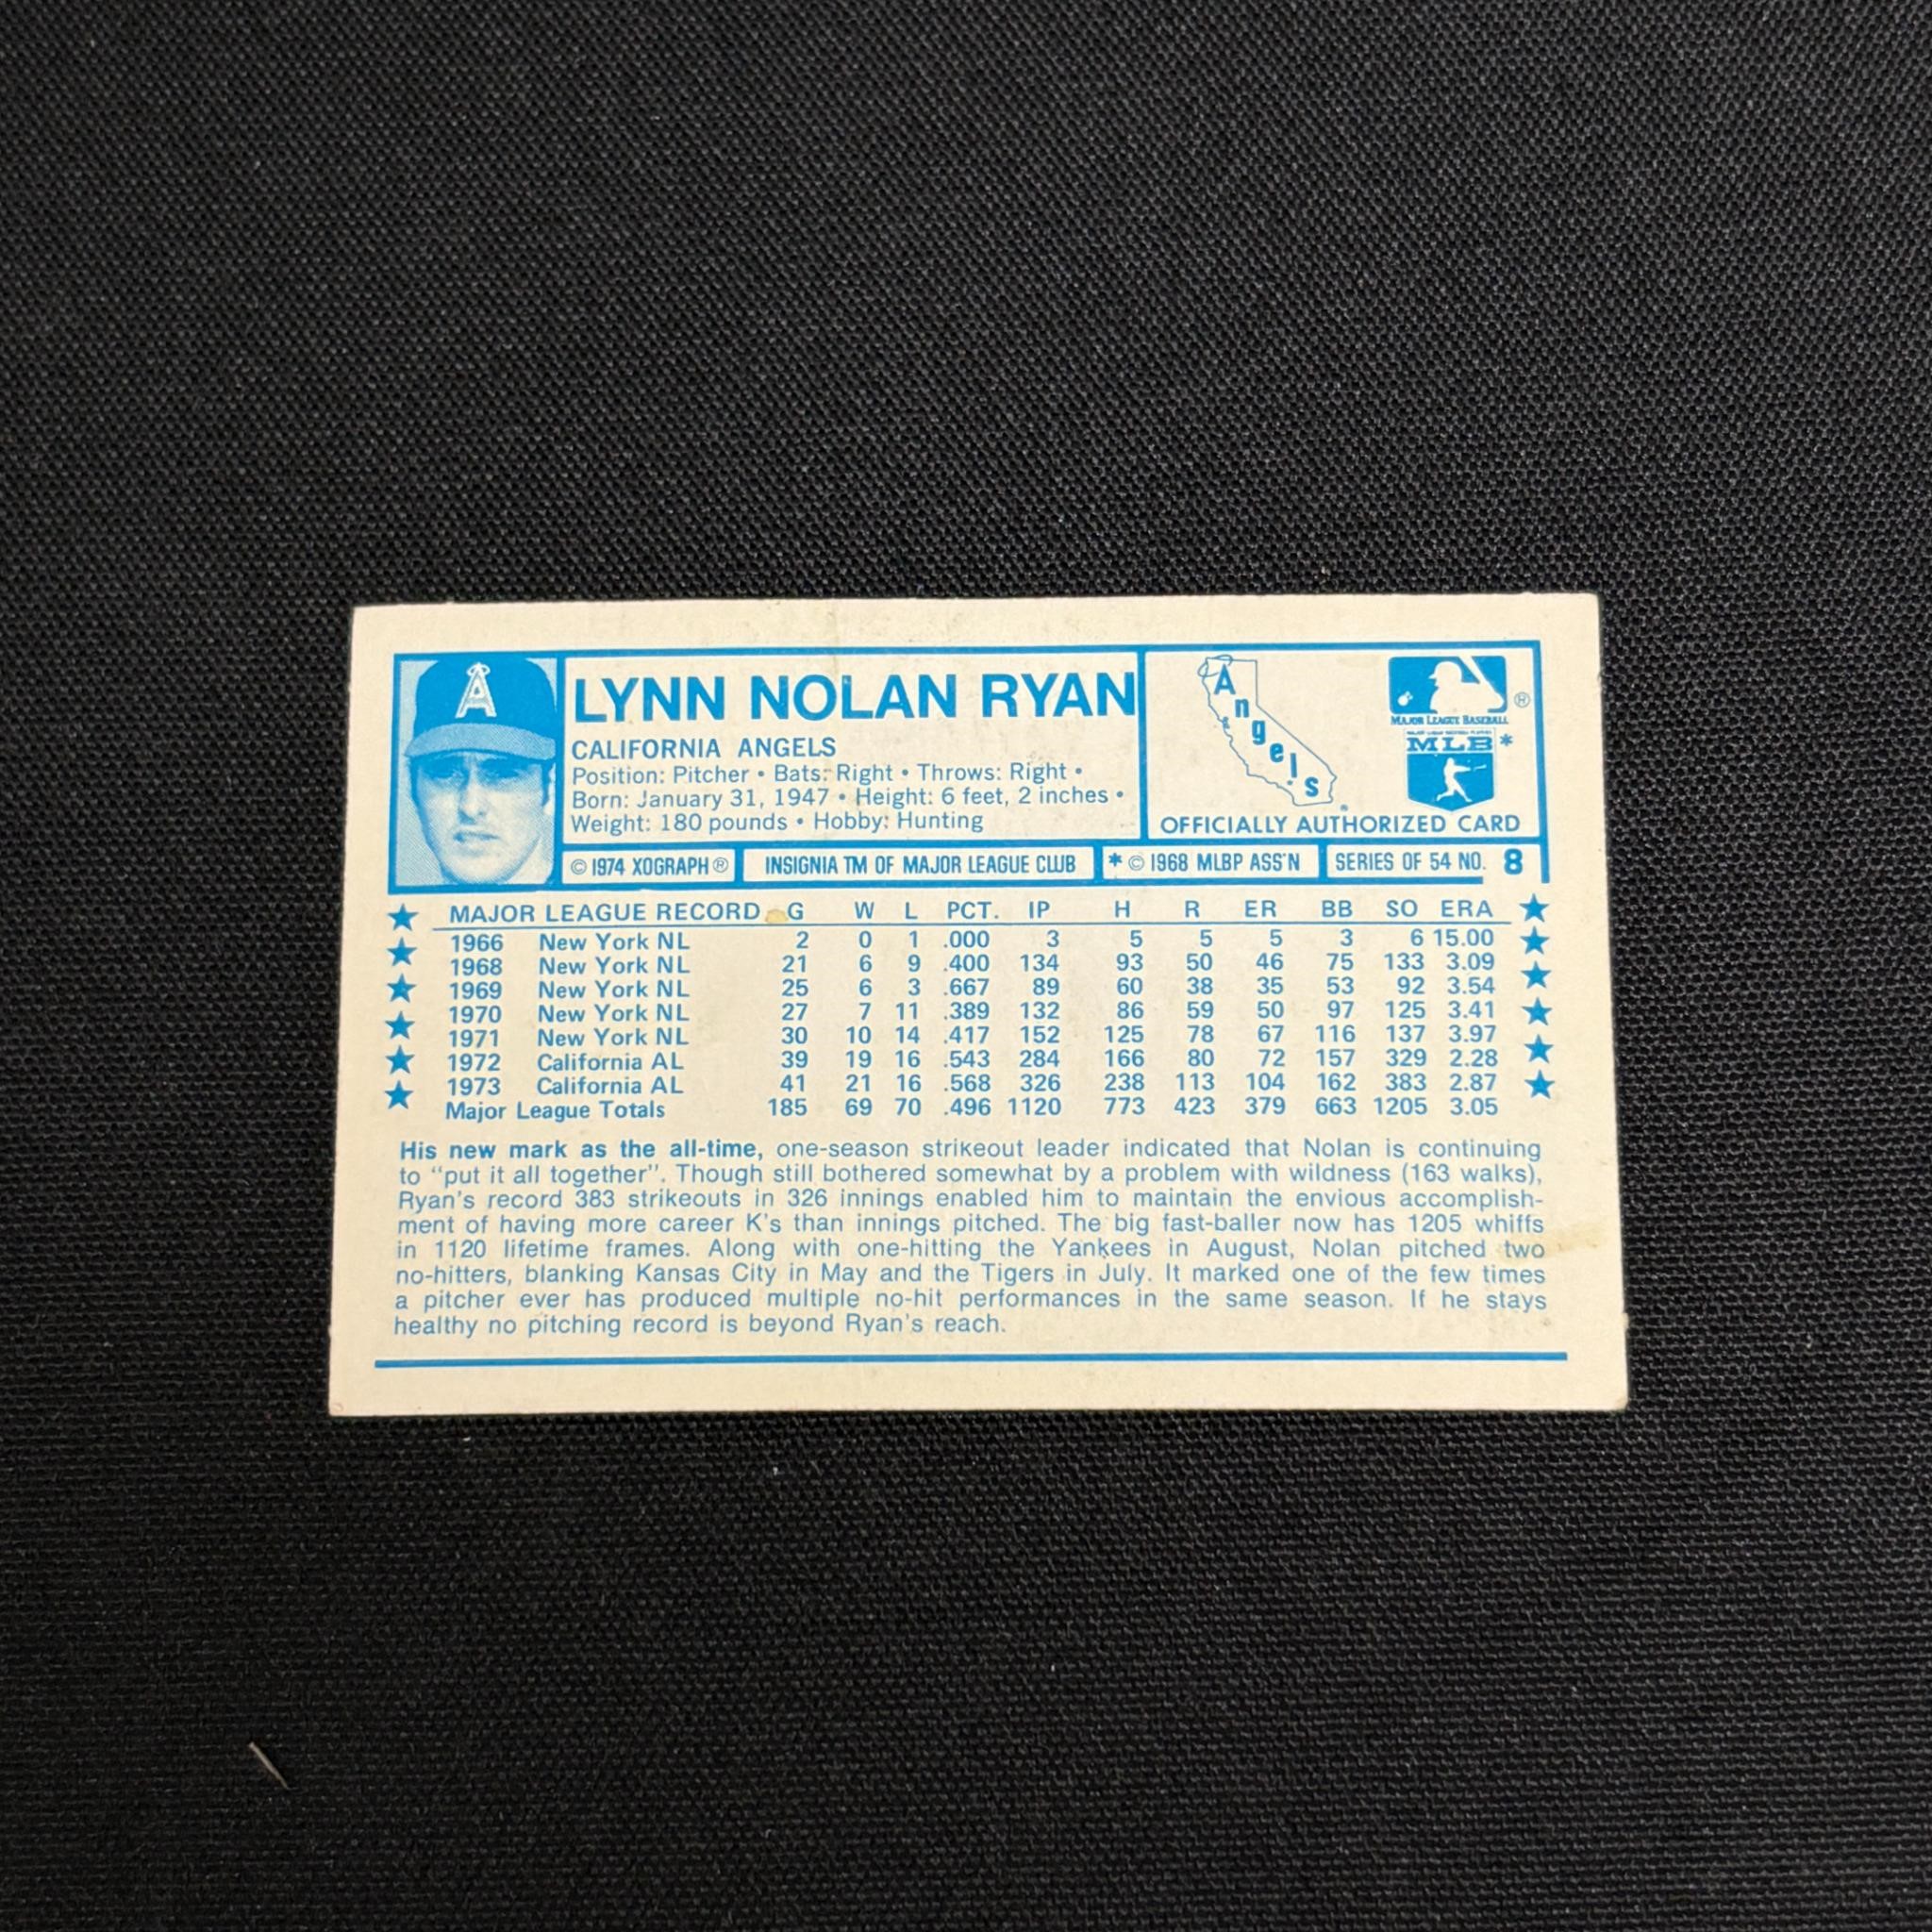 A
LYNN NOLAN RYAN
CALIFORNIA ANGELS
Position: Pitcher • Bats: Right • Throws: Right •
Born: January 31, 1947 • Height: 6 feet, 2 inches •
Weight: 180 pounds • Hobby: Hunting
Angels
®
MAJOR LEAGUE BASEBALL
MLB *
OFFICIALLY AUTHORIZED CARD
© 1974 XOGRAPH ® INSIGNIA TM OF MAJOR LEAGUE CLUB * © 1968 MLBP ASS'N SERIES OF 54 NO. 8
MAJOR LEAGUE RECORD G W L PCT. IP H R ER BB SO ERA
1966 New York NL 2 0 1 .000 3 5 5 5 3 6 15.00
1968 New York NL 21 6 9 .400 134 93 50 46 75 133 3.09
1969 New York NL 25 6 3 .667 89 60 38 35 53 92 3.54
1970 New York NL 27 7 11 .389 132 86 59 50 97 125 3.41
1971 New York NL 30 10 14 .417 152 125 78 67 116 137 3.97
1972 California AL 39 19 16 .543 284 166 80 72 157 329 2.28
1973 California AL 41 21 16 .568 326 238 113 104 162 383 2.87
Major League Totals 185 69 70 .496 1120 773 423 379 663 1205 3.05
His new mark as the all-time, one-season strikeout leader indicated that Nolan is continuing
to “put it all together”. Though still bothered somewhat by a problem with wildness (163 walks),
Ryan's record 383 strikeouts in 326 innings enabled him to maintain the envious accomplish-
ment of having more career K's than innings pitched. The big fast-baller now has 1205 whiffs
in 1120 lifetime frames. Along with one-hitting the Yankees in August, Nolan pitched two
no-hitters, blanking Kansas City in May and the Tigers in July. It marked one of the few times
a pitcher ever has produced multiple no-hit performances in the same season. If he stays
healthy no pitching record is beyond Ryan's reach.